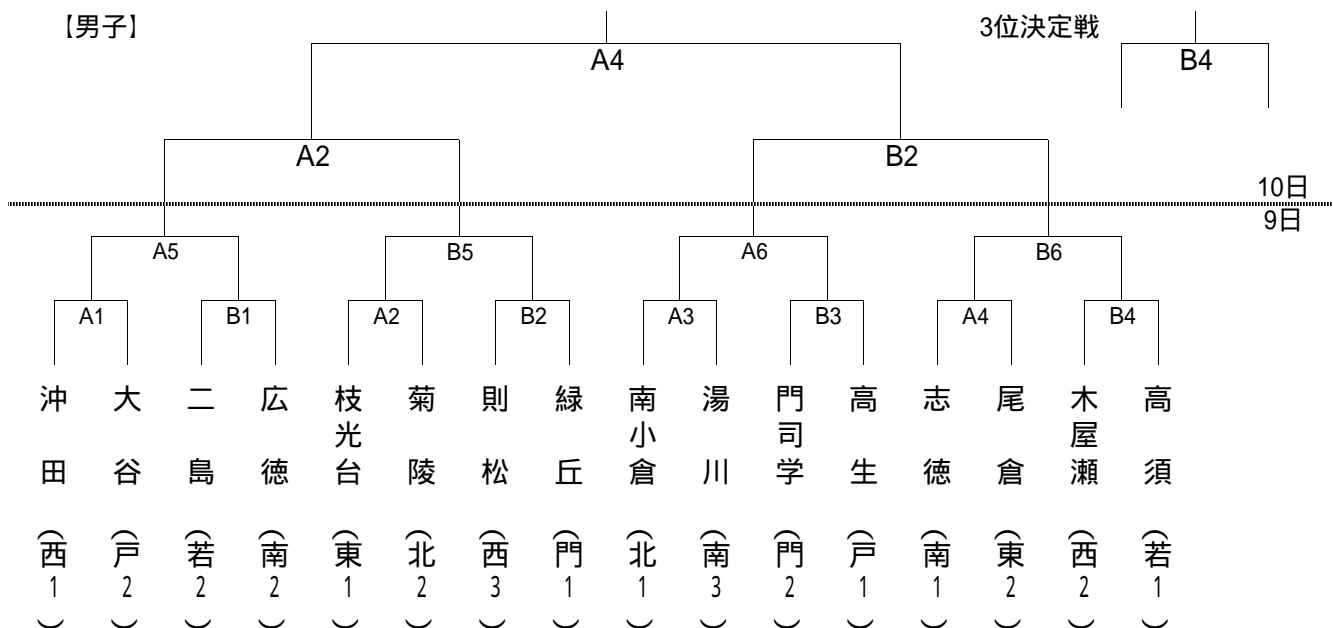 【男子】
3位決定戦
A4
B4
A2
B2
10日
9日
A5
B5
A6
B6
A1
B1
A2
B2
A3
B3
A4
B4
沖田(西1)
大谷(戸2)
二島(若2)
広徳(南2)
枝光台(東1)
菊陵(北2)
則松(西3)
緑丘(門1)
南小倉(北1)
湯川(南3)
門司学(門2)
高生(戸1)
志徳(南1)
尾倉(東2)
木屋瀬(西2)
高須(若1)